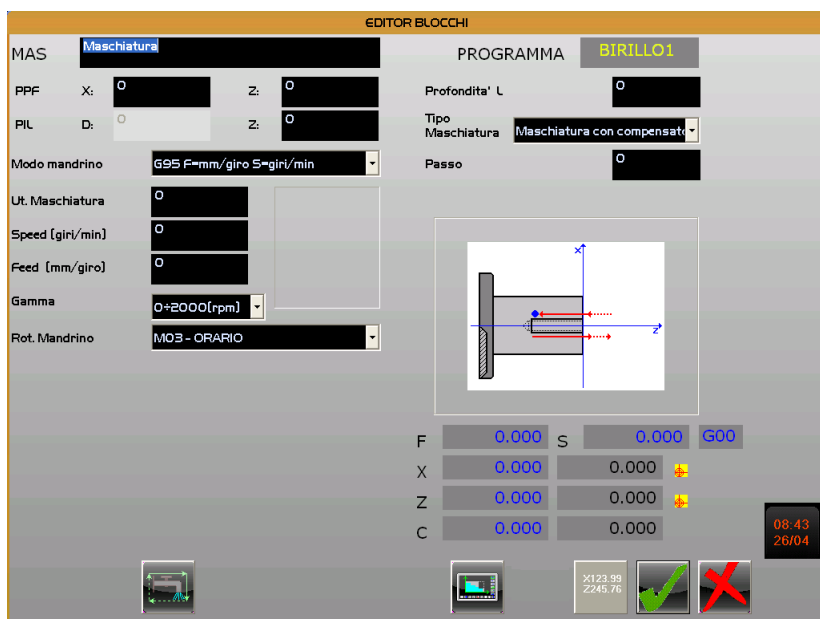 EDITOR BLOCCHI
MAS Maschiatura PROGRAMMA BIRILLO1
PPF X: 0 Z: 0 Profondita' L 0
PIL D: 0 Z: 0 Tipo Maschiatura Maschiatura con compensato
Modo mandrino G95 F=mm/giro S=giri/min Passo 0
Ut. Maschiatura 0
Speed (giri/min) 0
Feed (mm/giro) 0
Gamma 0÷2000(rpm)
Rot. Mandrino M03 - ORARIO
x
z
F 0.000 S 0.000 G00
X 0.000 0.000
Z 0.000 0.000
C 0.000 0.000
08:43
26/04
X123.99
Z245.76